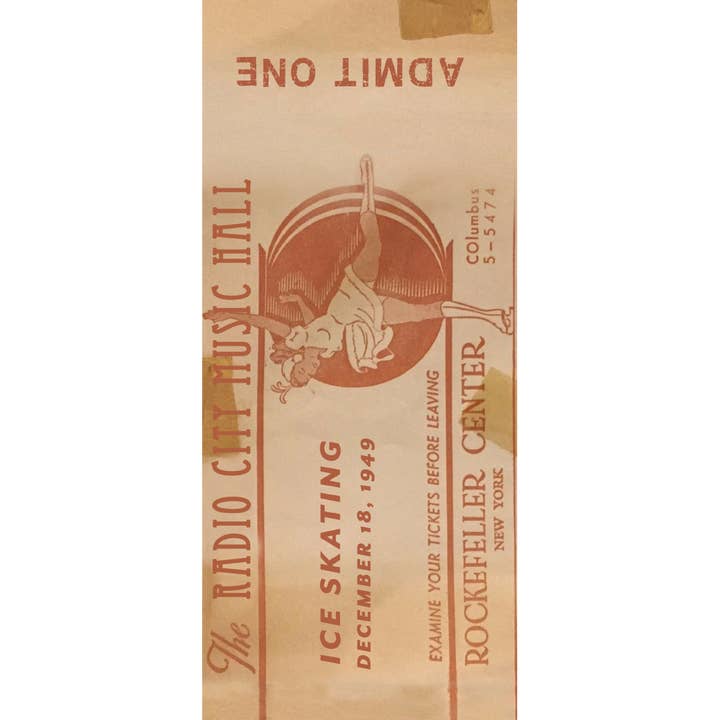 The RADIO CITY MUSIC HALL
ICE SKATING
DECEMBER 18, 1949
EXAMINE YOUR TICKETS BEFORE LEAVING
ROCKEFELLER CENTER
NEW YORK
COlumbus
5-5474
ADMiT ONE